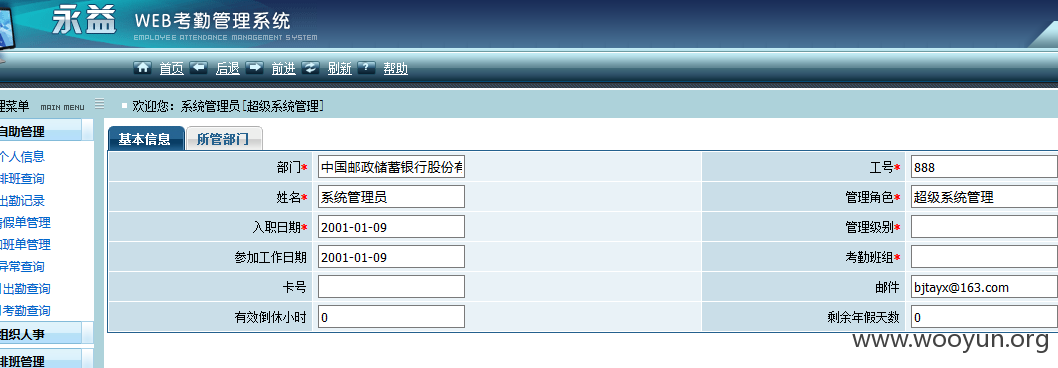 永益 WEB考勤管理系统
EMPLOYEE ATTENDANCE MANAGEMENT SYSTEM
首页 后退 前进 刷新 ? 帮助
理菜单 MAIN MENU 欢迎您：系统管理员[超级系统管理]
自助管理
个人信息
排班查询
出勤记录
请假单管理
加班单管理
异常查询
日出勤查询
月考勤查询
组织人事
排班管理
基本信息 所管部门
部门* 中国邮政储蓄银行股份有 工号* 888
姓名* 系统管理员 管理角色* 超级系统管理
入职日期* 2001-01-09 管理级别*
参加工作日期 2001-01-09 考勤班组*
卡号 邮件 bjtayx@163.com
有效倒休小时 0 剩余年假天数 0
www.wooyun.org